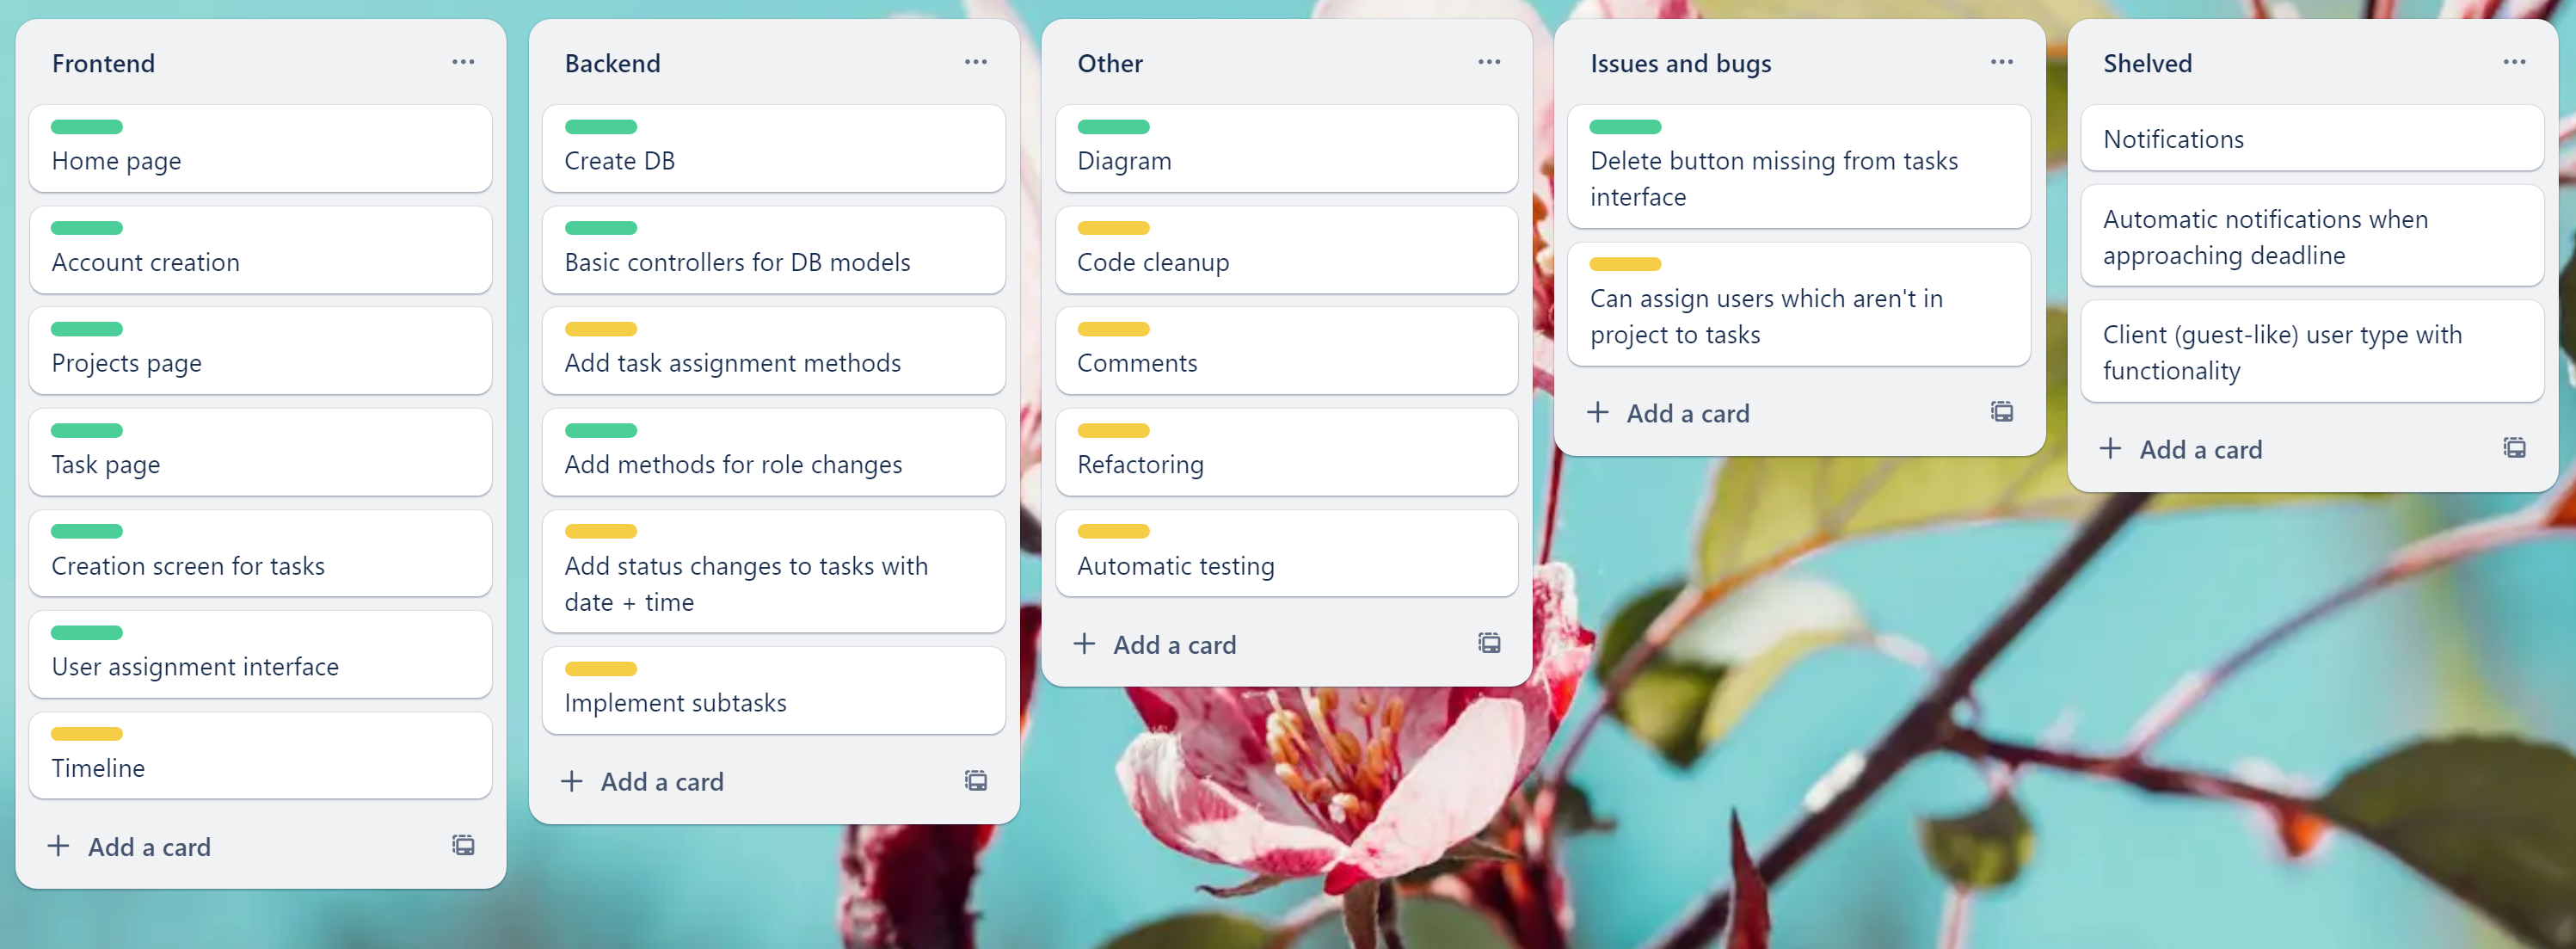 Frontend
Home page
Account creation
Projects page
Task page
Creation screen for tasks
User assignment interface
Timeline
Add a card
Backend
Create DB
Basic controllers for DB models
Add task assignment methods
Add methods for role changes
Add status changes to tasks with
date + time
Implement subtasks
Add a card
Other
Diagram
Code cleanup
Comments
Refactoring
Automatic testing
Add a card
Issues and bugs
Delete button missing from tasks
interface
Can assign users which aren't in
project to tasks
Add a card
Shelved
Notifications
Automatic notifications when
approaching deadline
Client (guest-like) user type with
functionality
Add a card